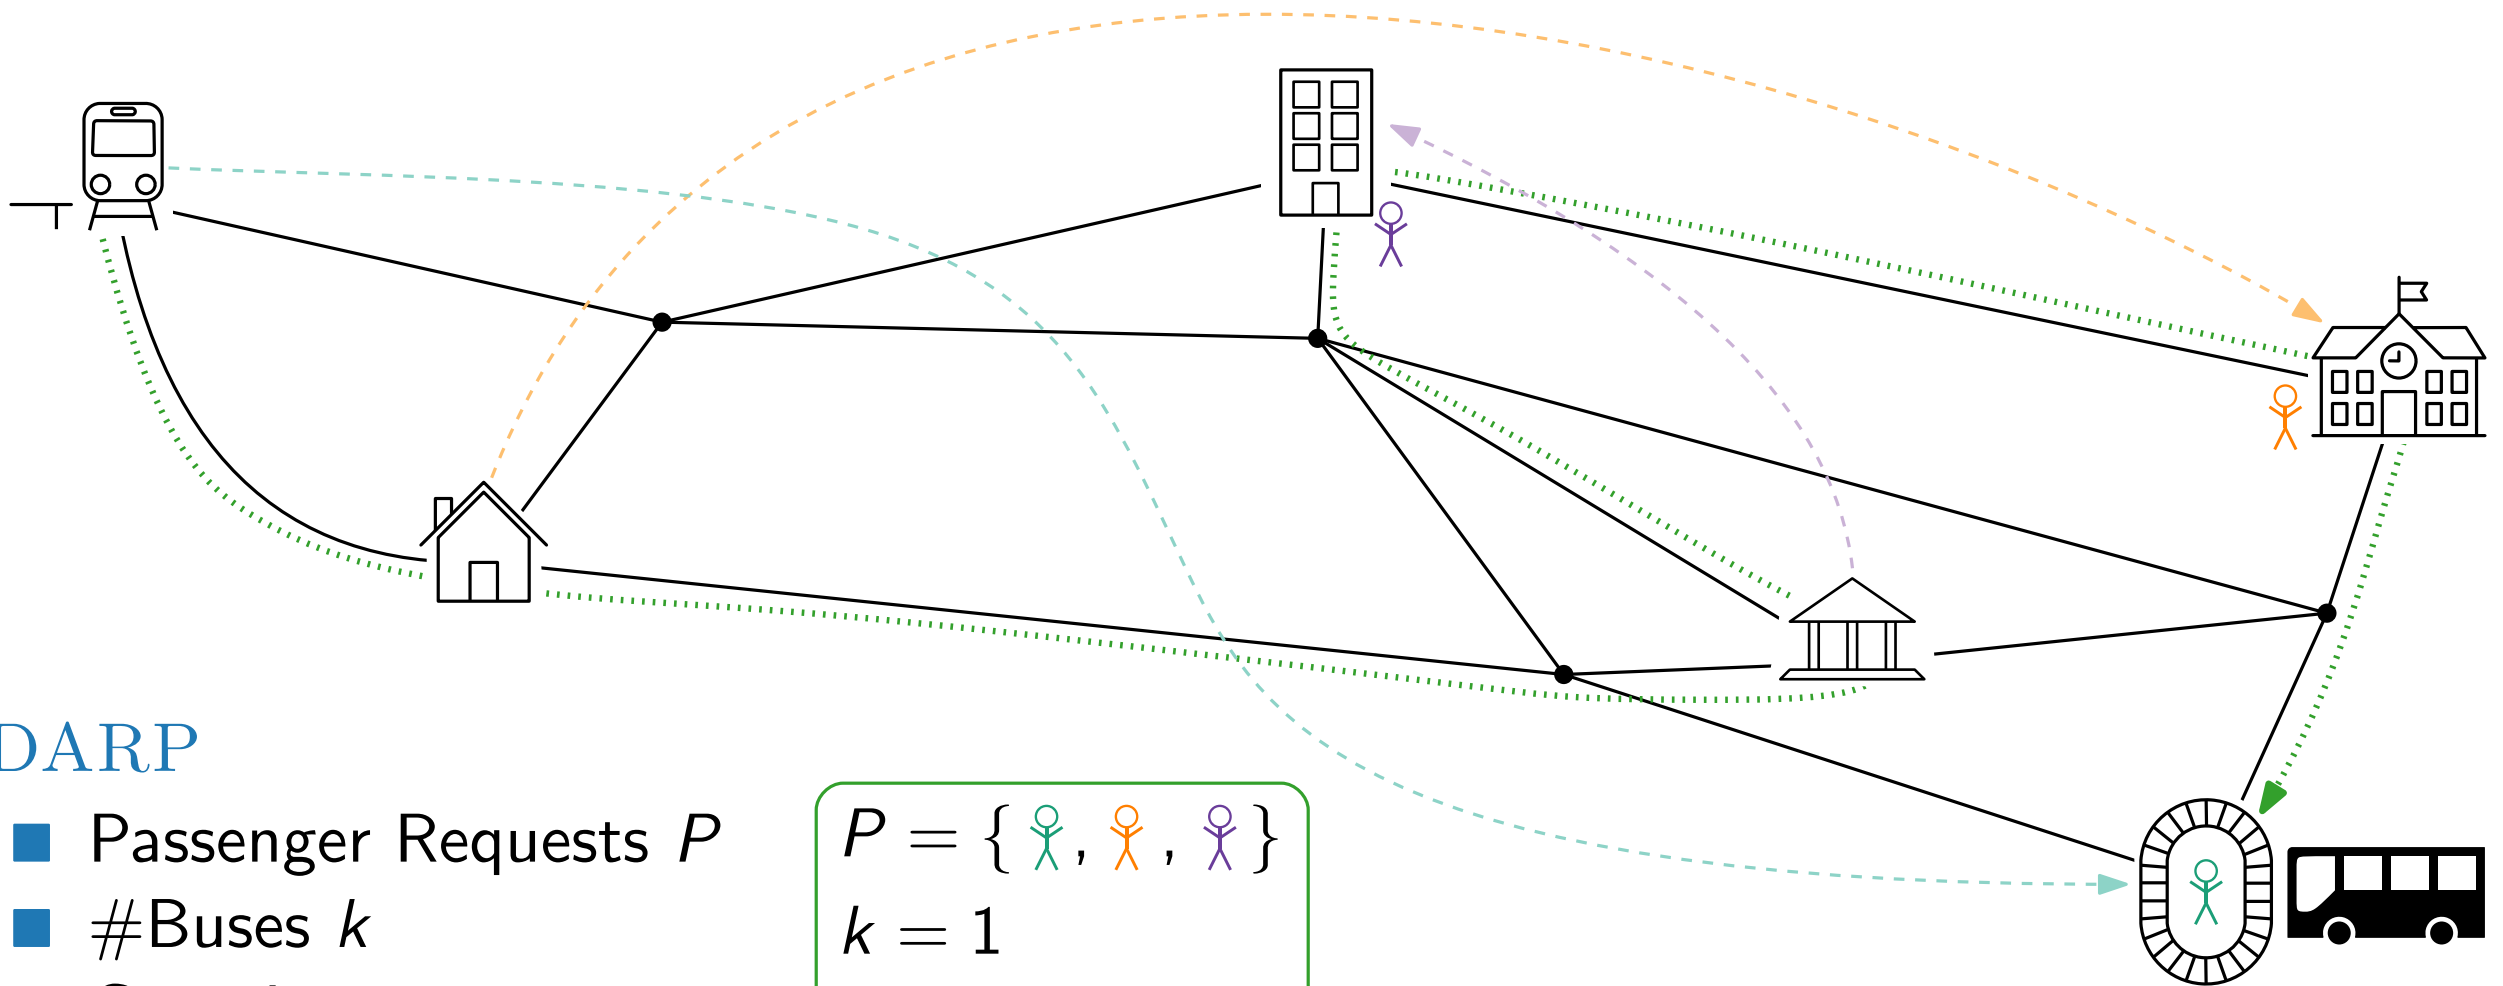 DARP
Passenger Requests P
#Buses k
P = { , , }
k = 1